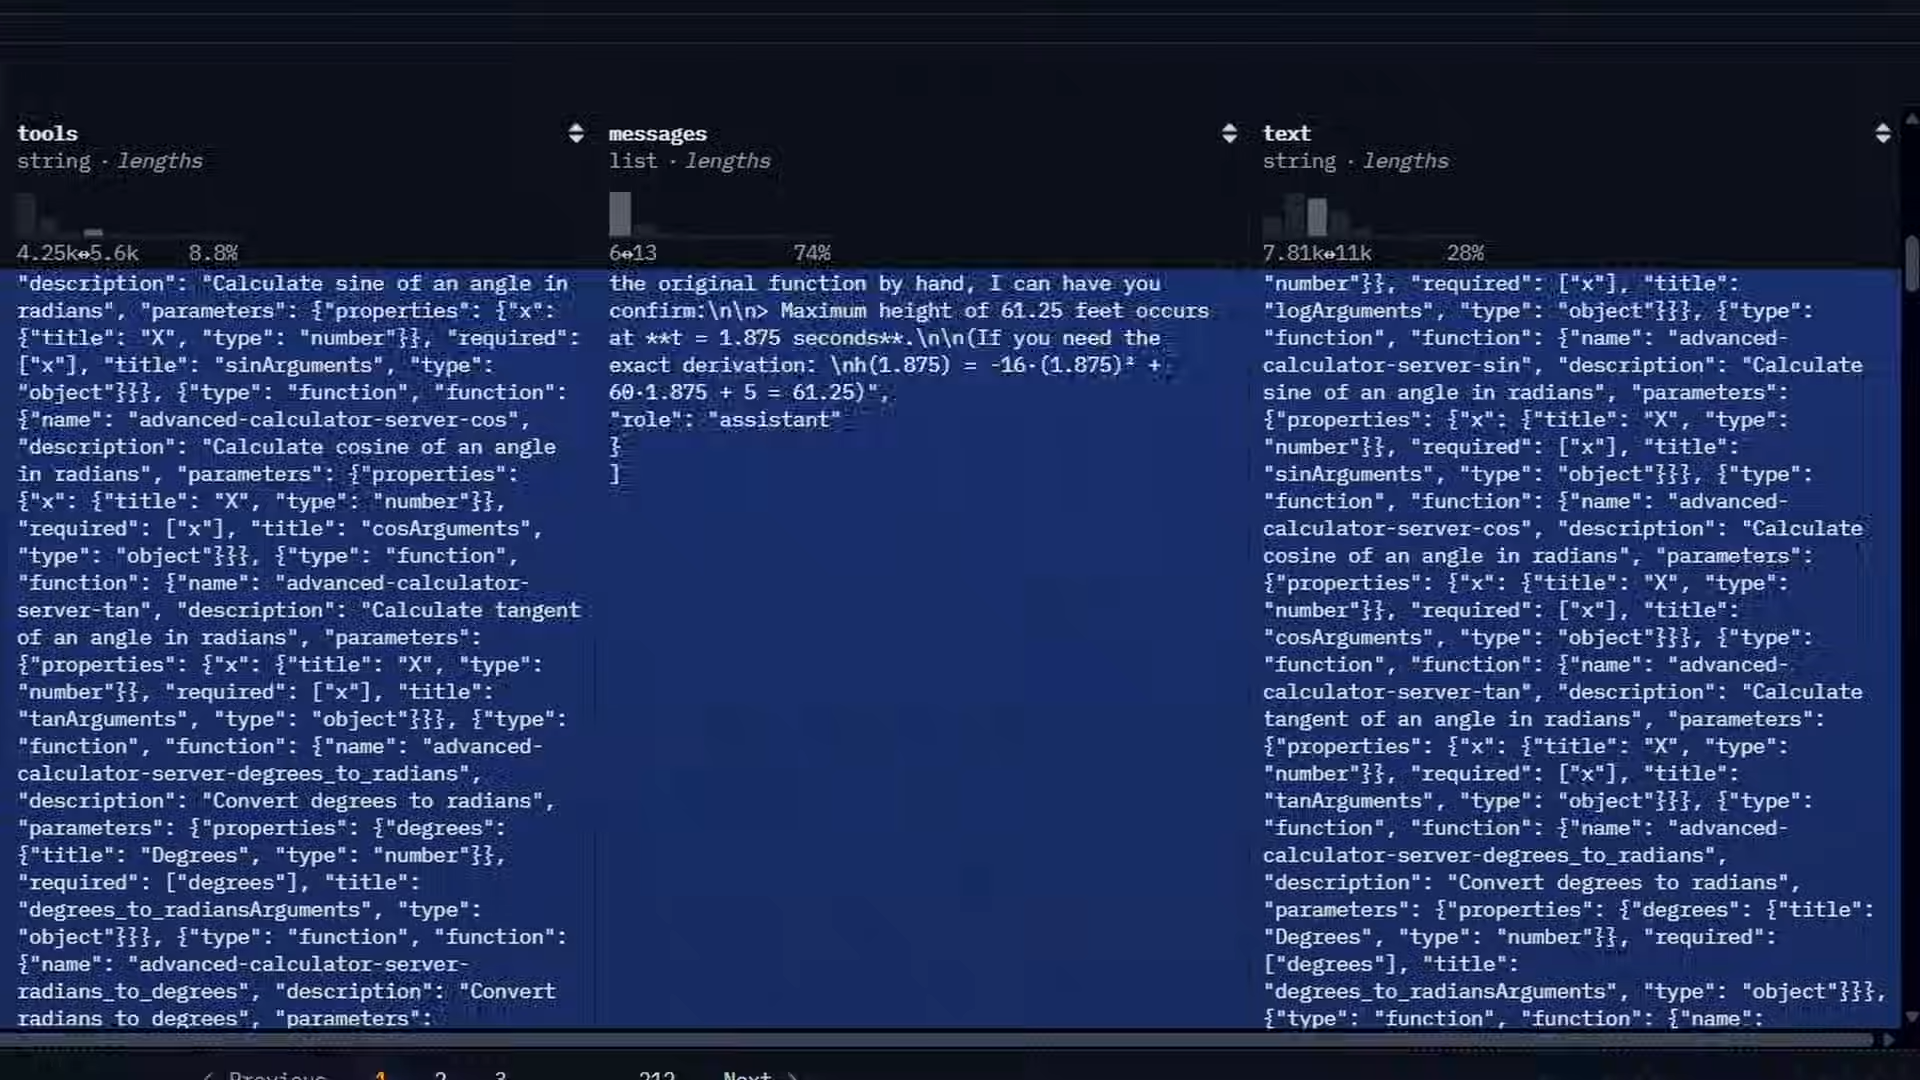 tools
string · lengths
4.25k↔5.6k 8.8%
"description": "Calculate sine of an angle in
radians", "parameters": {"properties": {"x":
{"title": "X", "type": "number"}}, "required":
["x"], "title": "sinArguments", "type":
"object"}}}, {"type": "function", "function":
{"name": "advanced-calculator-server-cos",
"description": "Calculate cosine of an angle
in radians", "parameters": {"properties":
{"x": {"title": "X", "type": "number"}},
"required": ["x"], "title": "cosArguments",
"type": "object"}}}, {"type": "function",
"function": {"name": "advanced-calculator-
server-tan", "description": "Calculate tangent
of an angle in radians", "parameters":
{"properties": {"x": {"title": "X", "type":
"number"}}, "required": ["x"], "title":
"tanArguments", "type": "object"}}}, {"type":
"function", "function": {"name": "advanced-
calculator-server-degrees_to_radians",
"description": "Convert degrees to radians",
"parameters": {"properties": {"degrees":
{"title": "Degrees", "type": "number"}},
"required": ["degrees"], "title":
"degrees_to_radiansArguments", "type":
"object"}}}, {"type": "function", "function":
{"name": "advanced-calculator-server-
radians_to_degrees", "description": "Convert
radians to degrees", "parameters":
messages
list · lengths
6↔13 74%
the original function by hand, I can have you
confirm:\n\n> Maximum height of 61.25 feet occurs
at **t = 1.875 seconds**.\n\n(If you need the
exact derivation: \nh(1.875) = -16·(1.875)² +
60·1.875 + 5 = 61.25)",
"role": "assistant"
}
]
text
string · lengths
7.81k↔11k 28%
"number"}}, "required": ["x"], "title":
"logArguments", "type": "object"}}}, {"type":
"function", "function": {"name": "advanced-
calculator-server-sin", "description": "Calculate
sine of an angle in radians", "parameters":
{"properties": {"x": {"title": "X", "type":
"number"}}, "required": ["x"], "title":
"sinArguments", "type": "object"}}}, {"type":
"function", "function": {"name": "advanced-
calculator-server-cos", "description": "Calculate
cosine of an angle in radians", "parameters":
{"properties": {"x": {"title": "X", "type":
"number"}}, "required": ["x"], "title":
"cosArguments", "type": "object"}}}, {"type":
"function", "function": {"name": "advanced-
calculator-server-tan", "description": "Calculate
tangent of an angle in radians", "parameters":
{"properties": {"x": {"title": "X", "type":
"number"}}, "required": ["x"], "title":
"tanArguments", "type": "object"}}}, {"type":
"function", "function": {"name": "advanced-
calculator-server-degrees_to_radians",
"description": "Convert degrees to radians",
"parameters": {"properties": {"degrees": {"title":
"Degrees", "type": "number"}}, "required":
["degrees"], "title":
"degrees_to_radiansArguments", "type": "object"}}},
{"type": "function", "function": {"name":
< Previous 1 2 3 212 Next >